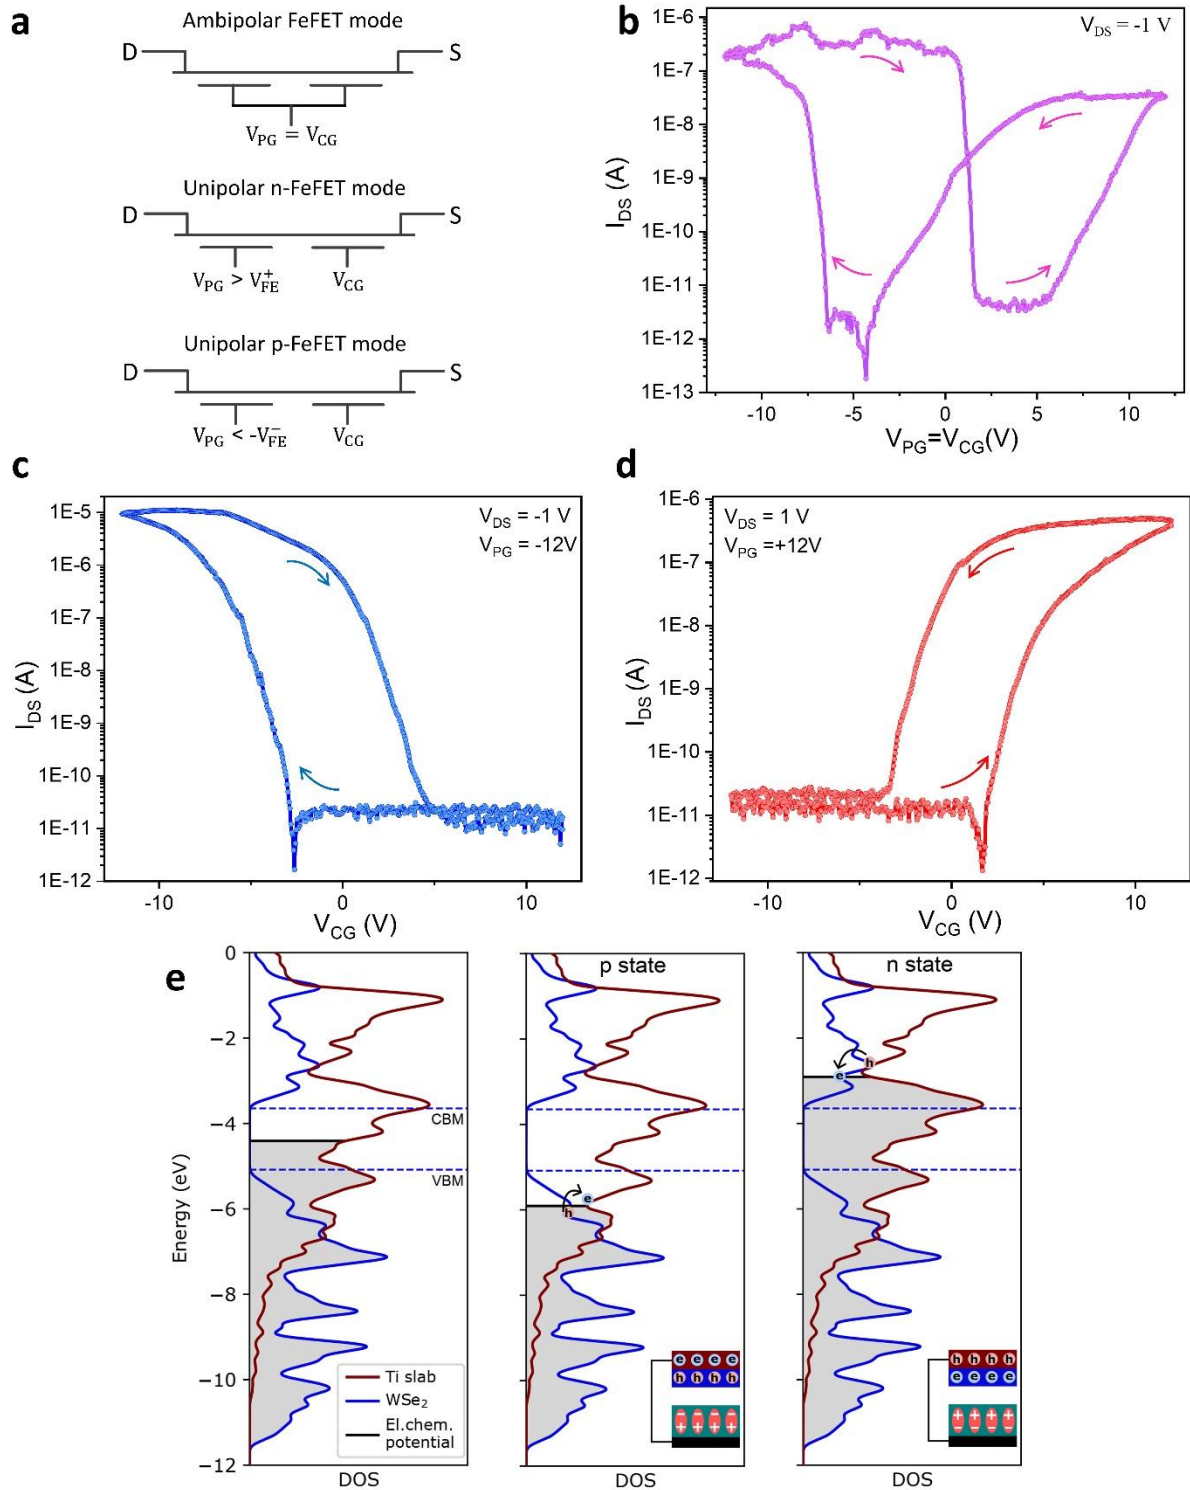 a
Ambipolar FeFET mode
D
S
V_PG = V_CG
Unipolar n-FeFET mode
D
S
V_PG > V_FE^+
V_CG
Unipolar p-FeFET mode
D
S
V_PG < -V_FE^-
V_CG
b
V_DS = -1 V
1E-6
1E-7
1E-8
1E-9
1E-10
1E-11
1E-12
1E-13
I_DS (A)
-10 -5 0 5 10
V_PG=V_CG(V)
c
V_DS = -1 V
V_PG = -12V
1E-5
1E-6
1E-7
1E-8
1E-9
1E-10
1E-11
1E-12
I_DS (A)
-10 0 10
V_CG (V)
d
V_DS = 1 V
V_PG =+12V
1E-6
1E-7
1E-8
1E-9
1E-10
1E-11
1E-12
I_DS (A)
-10 0 10
V_CG (V)
e
0
−2
−4
−6
−8
−10
−12
Energy (eV)
CBM
VBM
Ti slab
WSe₂
El.chem.
potential
DOS
p state
e
h
e e e e
h h h h
− − − −
+ + + +
DOS
n state
h
e
h h h h
e e e e
+ + + +
− − − −
DOS